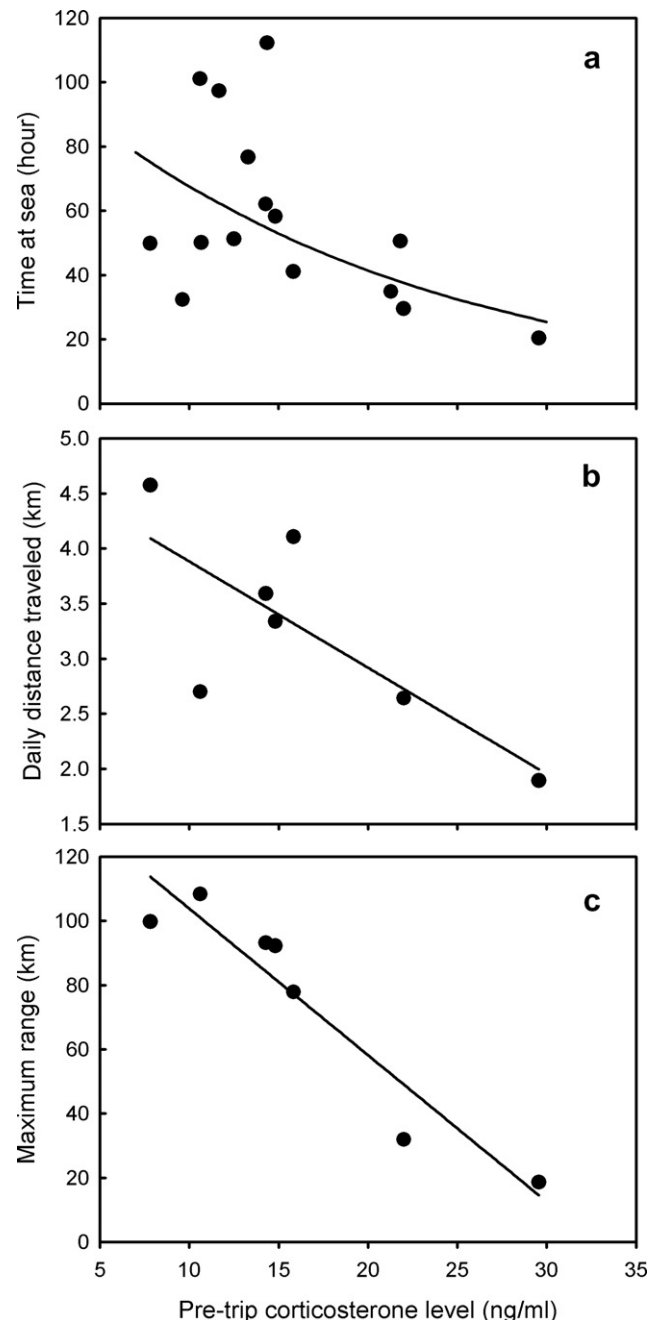 120
a
100
80
60
40
20
0
Time at sea (hour)
5.0
b
4.5
4.0
3.5
3.0
2.5
2.0
1.5
Daily distance traveled (km)
120
c
100
80
60
40
20
0
Maximum range (km)
5 10 15 20 25 30 35
Pre-trip corticosterone level (ng/ml)